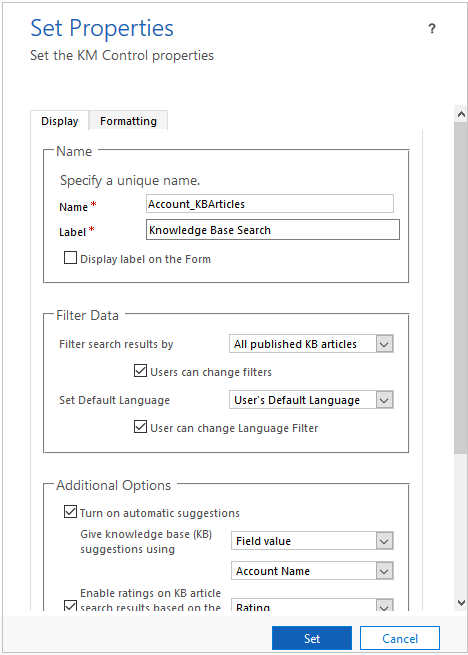 Set Properties
?
Set the KM Control properties
Display
Formatting
Name
Specify a unique name.
Name *
Account_KBArticles
Label *
Knowledge Base Search
Display label on the Form
Filter Data
Filter search results by
All published KB articles
Users can change filters
Set Default Language
User's Default Language
User can change Language Filter
Additional Options
Turn on automatic suggestions
Give knowledge base (KB)
suggestions using
Field value
Account Name
Enable ratings on KB article
search results based on the
Rating
Set
Cancel